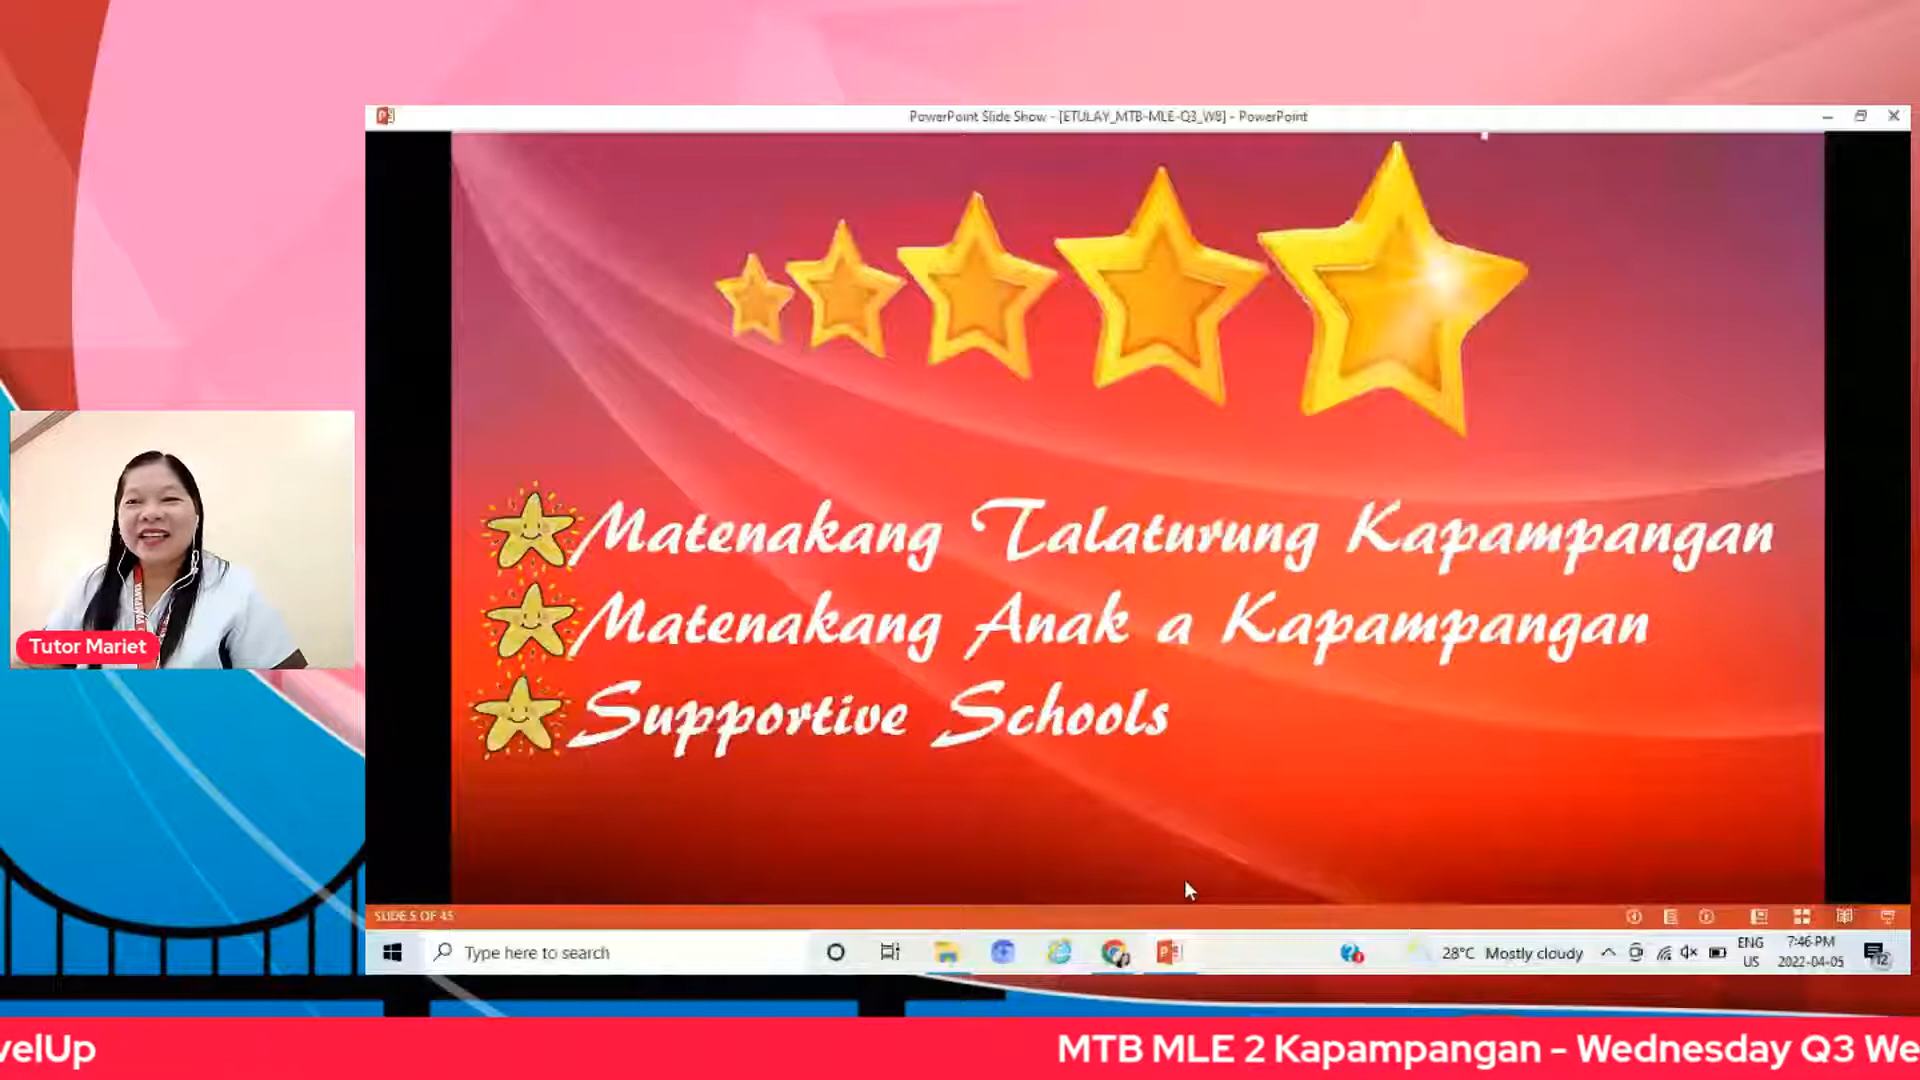 PowerPoint Slide Show - [ETULAY_MTB-MLE-Q3_W8] - PowerPoint
Matenakang Talaturung Kapampangan
Matenakang Anak a Kapampangan
Supportive Schools
Tutor Mariet
SLIDE 5 OF 45
Type here to search
28°C Mostly cloudy
ENG
US
7:46 PM
2022-04-05
12
velUp
MTB MLE 2 Kapampangan - Wednesday Q3 We